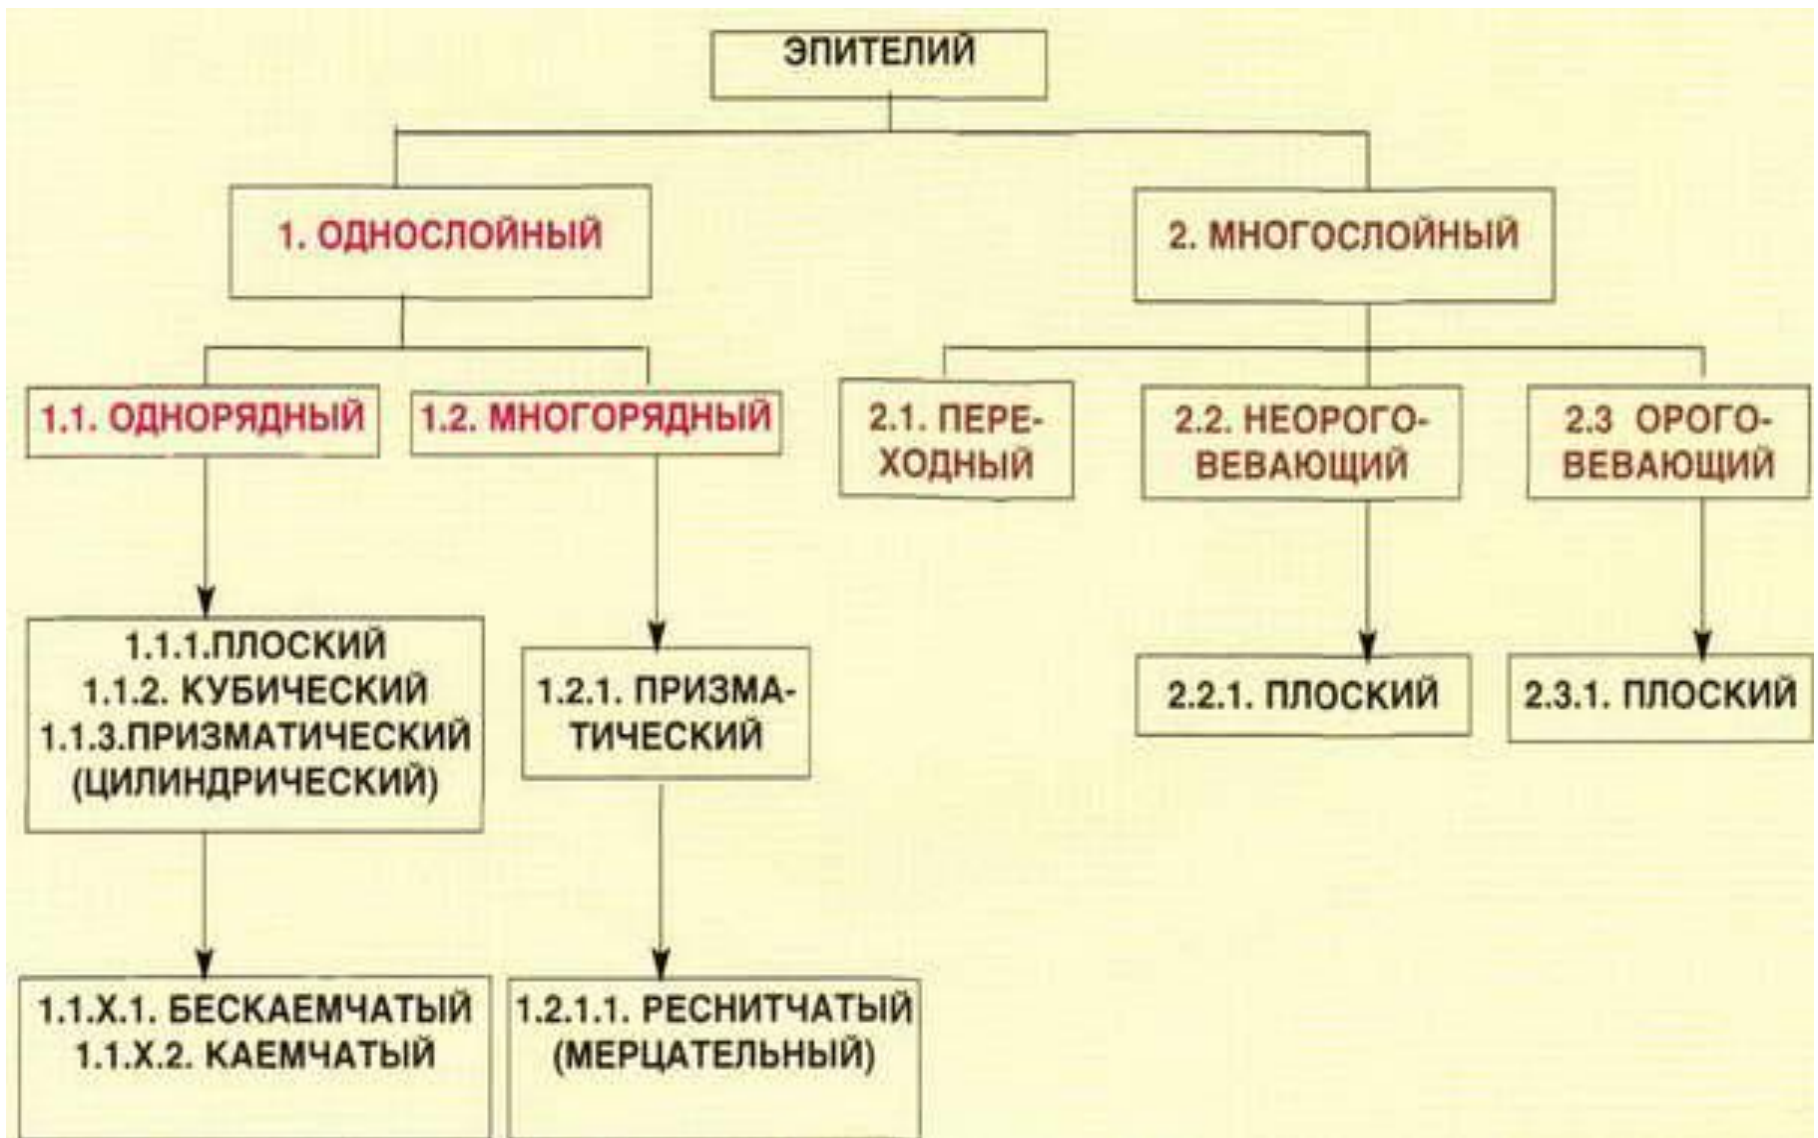 ЭПИТЕЛИЙ
1. ОДНОСЛОЙНЫЙ
2. МНОГОСЛОЙНЫЙ
1.1. ОДНОРЯДНЫЙ
1.2. МНОГОРЯДНЫЙ
2.1. ПЕРЕ-
ХОДНЫЙ
2.2. НЕОРОГО-
ВЕВАЮЩИЙ
2.3 ОРОГО-
ВЕВАЮЩИЙ
1.1.1.ПЛОСКИЙ
1.1.2. КУБИЧЕСКИЙ
1.1.3.ПРИЗМАТИЧЕСКИЙ
(ЦИЛИНДРИЧЕСКИЙ)
1.2.1. ПРИЗМА-
ТИЧЕСКИЙ
2.2.1. ПЛОСКИЙ
2.3.1. ПЛОСКИЙ
1.1.X.1. БЕСКАЕМЧАТЫЙ
1.1.X.2. КАЕМЧАТЫЙ
1.2.1.1. РЕСНИТЧАТЫЙ
(МЕРЦАТЕЛЬНЫЙ)